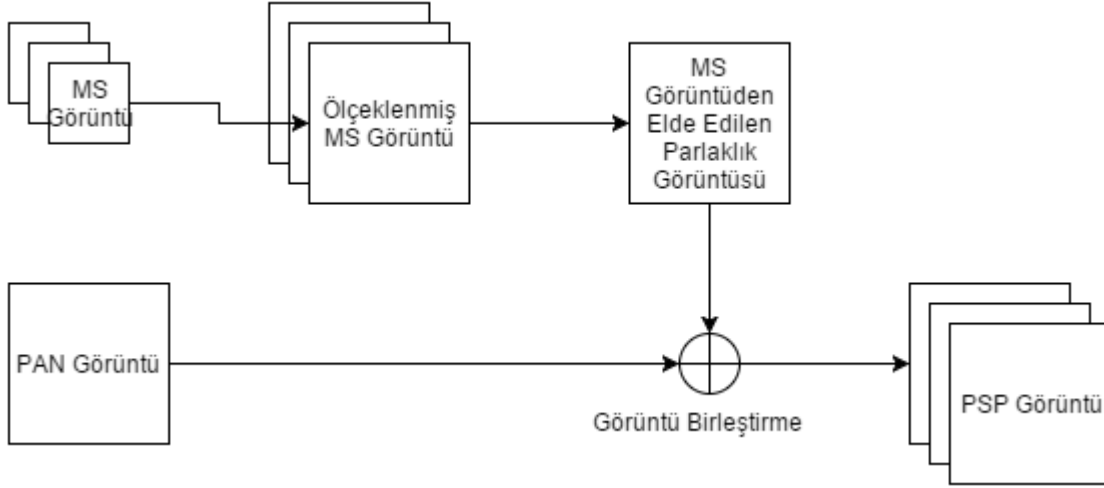 MS
Görüntü
Ölçeklenmiş
MS Görüntü
MS
Görüntüden
Elde Edilen
Parlaklık
Görüntüsü
PAN Görüntü
Görüntü Birleştirme
PSP Görüntü